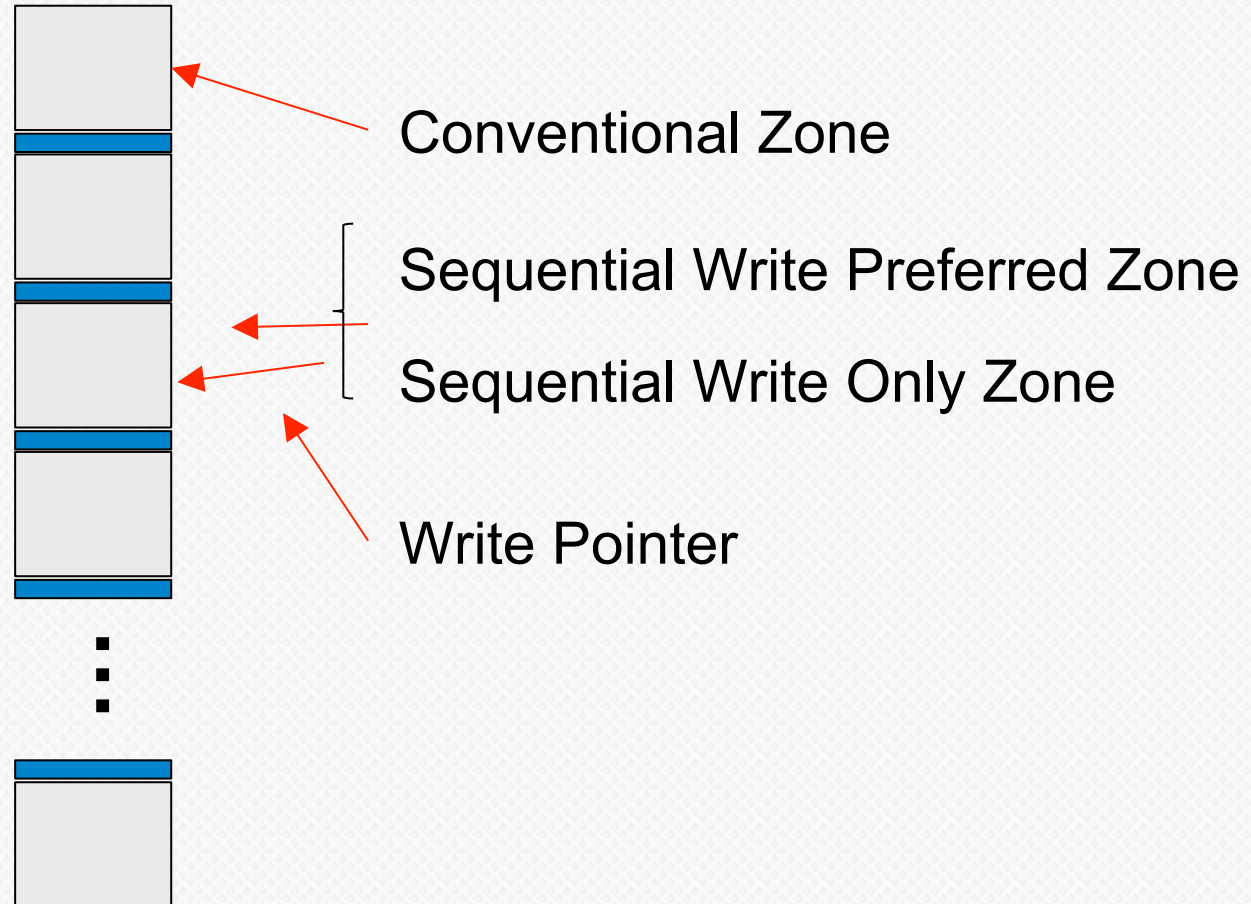 Conventional Zone
Sequential Write Preferred Zone
Sequential Write Only Zone
Write Pointer